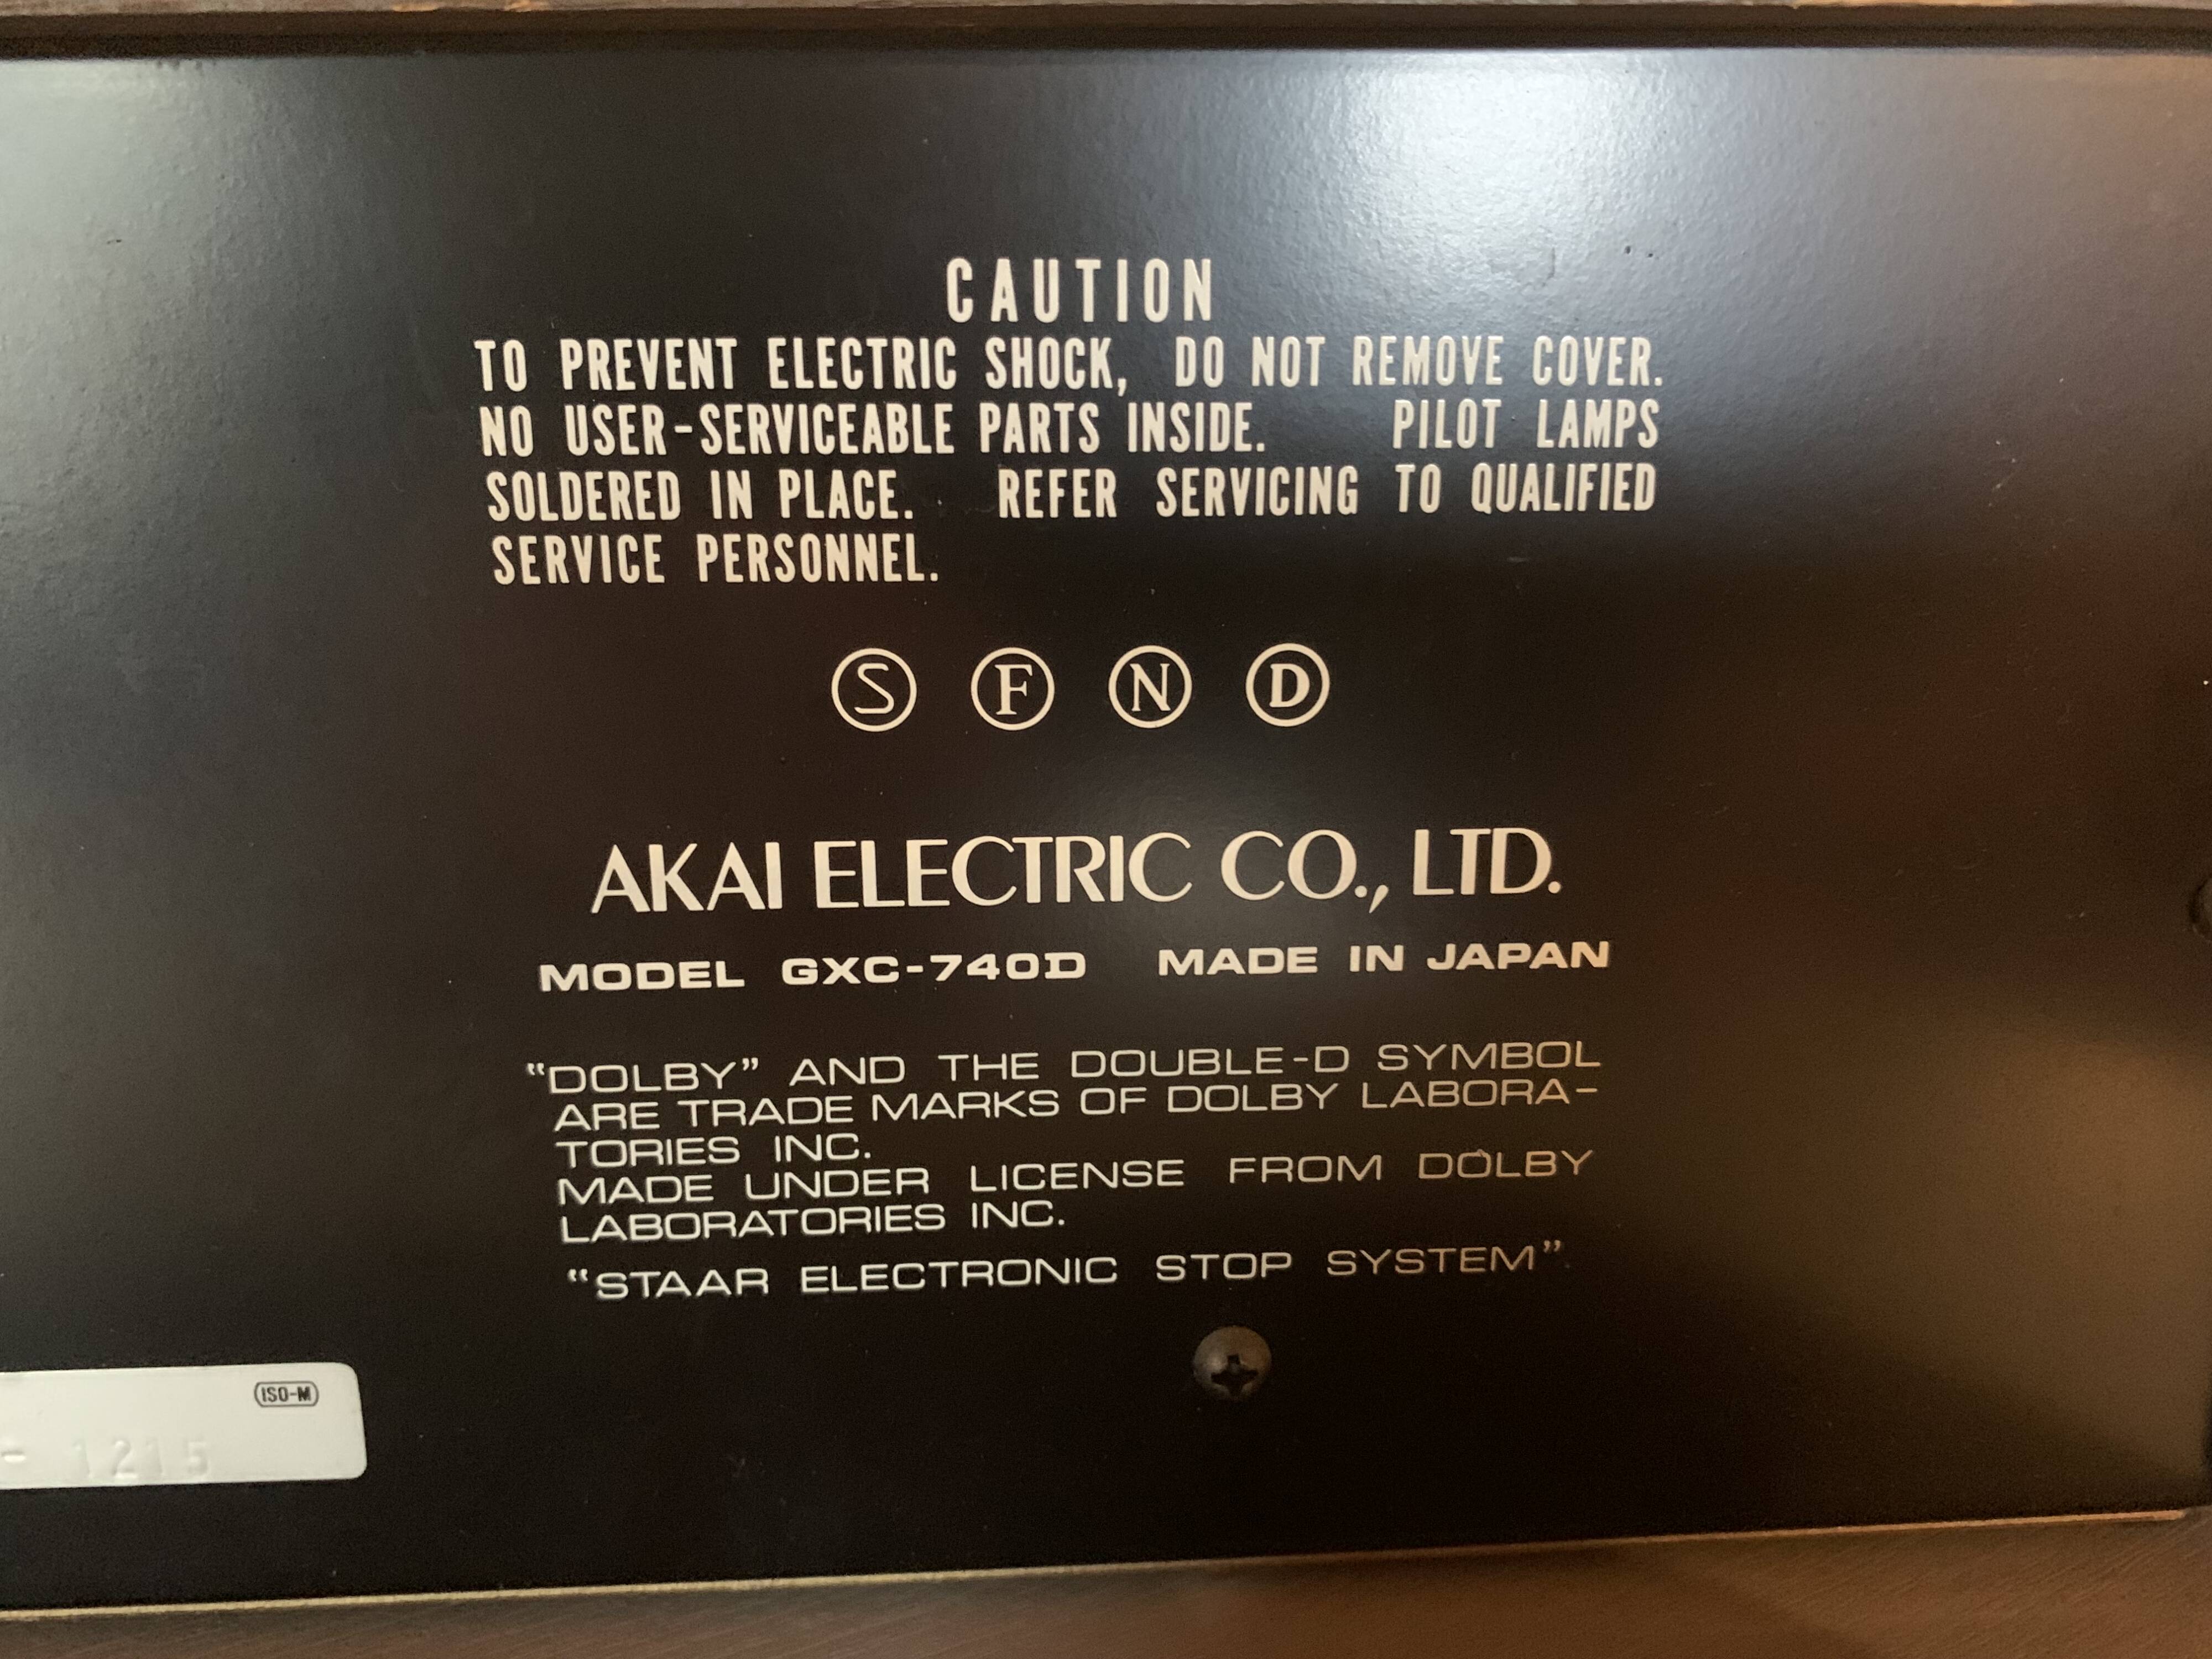 CAUTION
TO PREVENT ELECTRIC SHOCK, DO NOT REMOVE COVER.
NO USER-SERVICEABLE PARTS INSIDE. PILOT LAMPS
SOLDERED IN PLACE. REFER SERVICING TO QUALIFIED
SERVICE PERSONNEL.
S F N D
AKAI ELECTRIC CO., LTD.
MODEL GXC-740D MADE IN JAPAN
“DOLBY” AND THE DOUBLE-D SYMBOL
ARE TRADE MARKS OF DOLBY LABORA-
TORIES INC.
MADE UNDER LICENSE FROM DOLBY
LABORATORIES INC.
“STAAR ELECTRONIC STOP SYSTEM”
ISO-M
- 1215